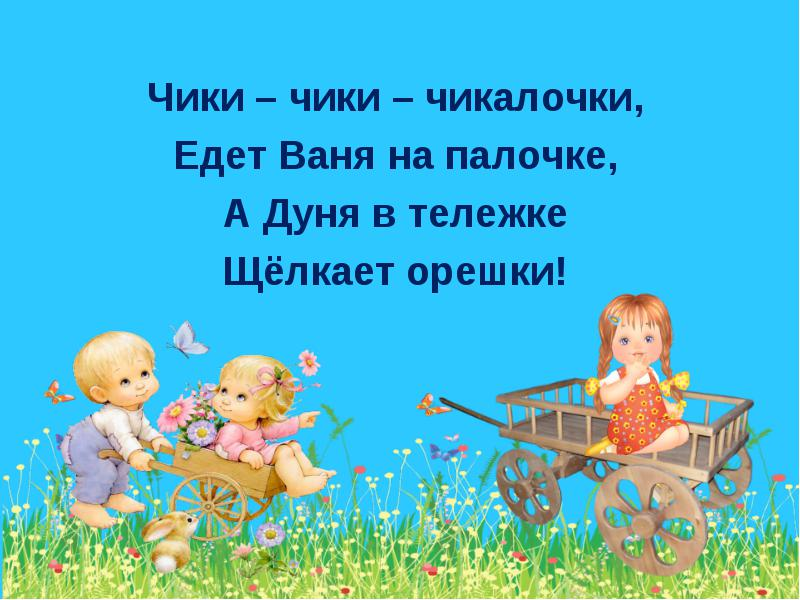 Чики – чики – чикалочки,
Едет Ваня на палочке,
А Дуня в тележке
Щёлкает орешки!